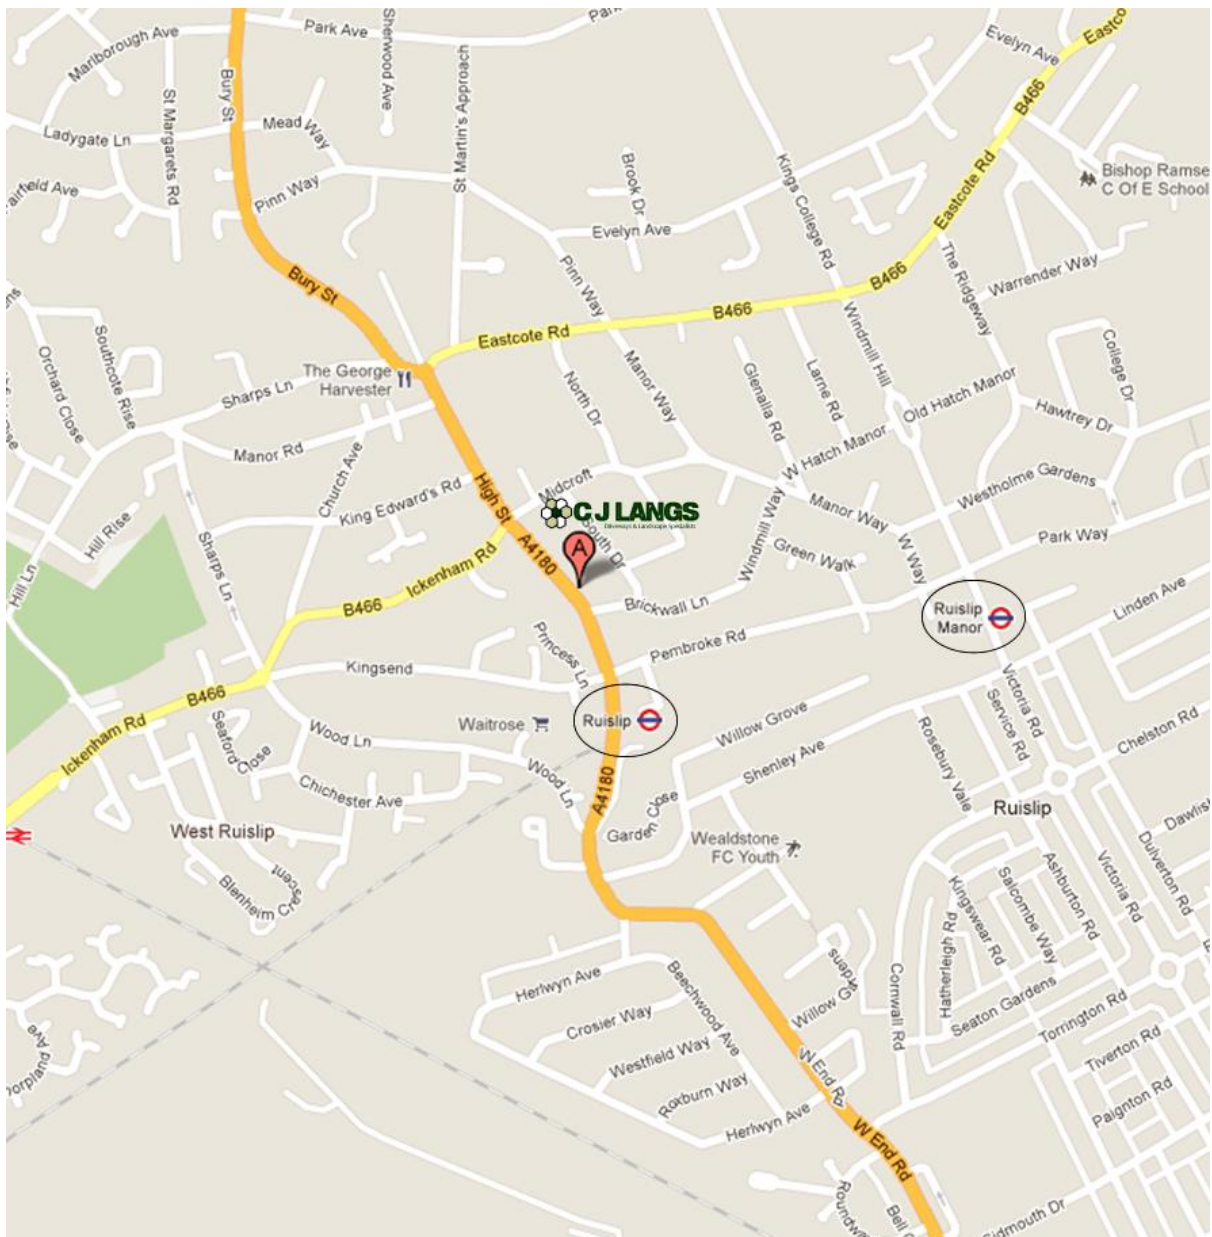 Marlborough Ave
Park Ave
Sherwood Ave
Evelyn Ave
B466
Bury St
St Margarets Rd
Ladygate Ln
Mead Way
St Martin's Approach
Pinn Way
Brook Dr
Evelyn Ave
Kings College Rd
Eastcote Rd
Bishop Ramse
C Of E School
Bury St
Pinn Way
B466
B466
The Ridgeway
Warrender Way
Orchard Close
Southcote Rise
Eastcote Rd
The George
Harvester
Sharps Ln
Manor Rd
Church Ave
King Edward's Rd
High St
Midcroft
North Dr
Manor Way
Glenalla Rd
Larne Rd
Windmill Hill
W Hatch Manor
Old Hatch Manor
Hawtrey Dr
College Dr
Westholme Gardens
Park Way
Manor Way
W Way
Windmill Way
Green Walk
CJ LANGS
Driveways & Landscape Specialists
A
South Dr
A4180
Ickenham Rd
B466
Hill Rise
Hill Ln
Sharps Ln
Brickwall Ln
Princess Ln
Pembroke Rd
Ruislip
Manor
Linden Ave
Kingsend
B466
Ickenham Rd
Seaford Close
Wood Ln
Waitrose
Ruislip
Willow Grove
Shenley Ave
Victoria Rd
Service Rd
Rosebury Vale
Chelston Rd
Chichester Ave
Wood Ln
A4180
Garden Close
Wealdstone
FC Youth
Ruislip
West Ruislip
Blenheim Crescent
Dulverton Rd
Victoria Rd
Ashburton Rd
Salcombe Way
Kingswear Rd
Hatherleigh Rd
Cornwall Rd
Seaton Gardens
Torrington Rd
Tiverton Rd
Paignton Rd
Herlwyn Ave
Crosier Way
Westfield Way
Roxburn Way
Beechwood Ave
Herlwyn Ave
W End Rd
W End Rd